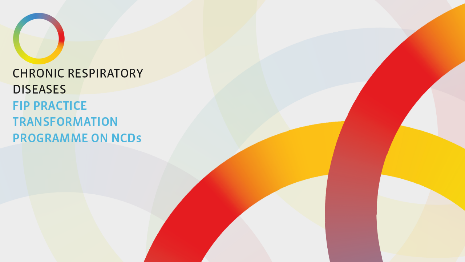 CHRONIC RESPIRATORY
DISEASES
FIP PRACTICE
TRANSFORMATION
PROGRAMME ON NCDs